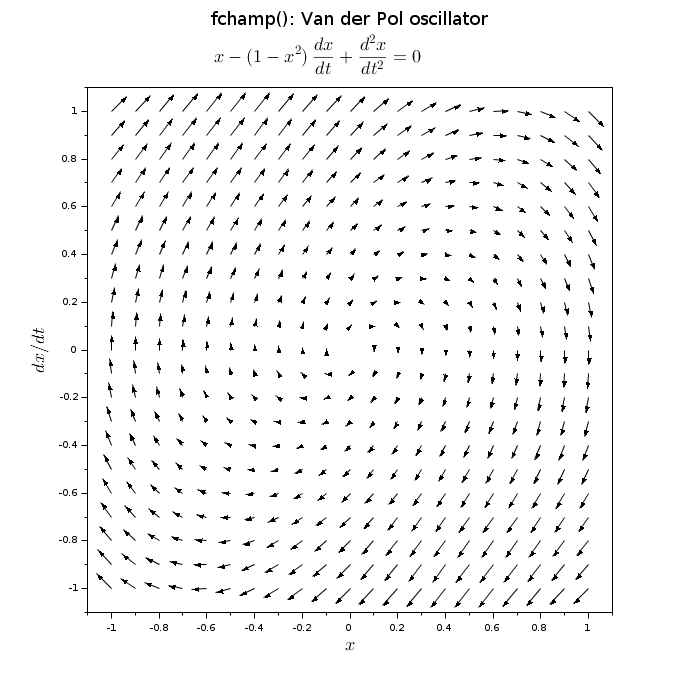 fchamp(): Van der Pol oscillator
x − (1 − x²) dx/dt + d²x/dt² = 0
1
0.8
0.6
0.4
0.2
0
-0.2
-0.4
-0.6
-0.8
-1
dx/dt
-1 -0.8 -0.6 -0.4 -0.2 0 0.2 0.4 0.6 0.8 1
x